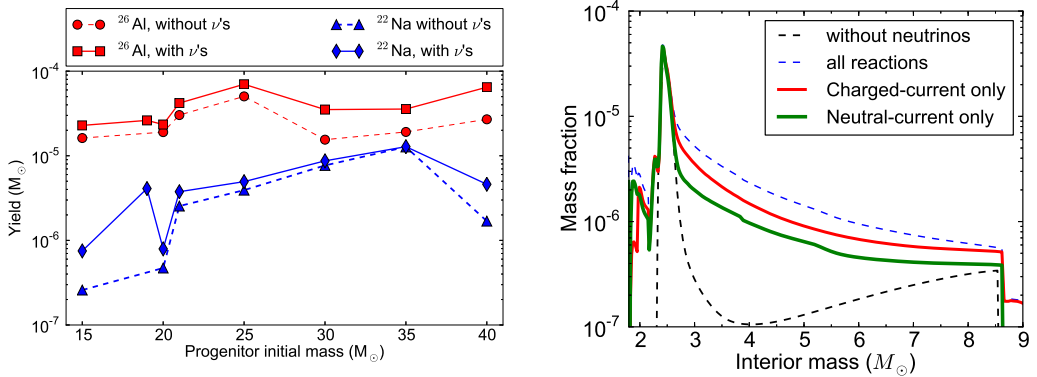 ²⁶Al, without ν's
²⁶Al, with ν's
²²Na without ν's
²²Na, with ν's
10⁻⁴
10⁻⁵
10⁻⁶
10⁻⁷
Yield (M☉)
15 20 25 30 35 40
Progenitor initial mass (M☉)
without neutrinos
all reactions
Charged-current only
Neutral-current only
10⁻⁴
10⁻⁵
10⁻⁶
10⁻⁷
Mass fraction
2 3 4 5 6 7 8 9
Interior mass (M☉)